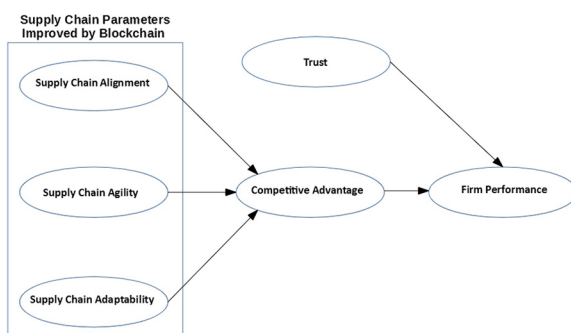 Supply Chain Parameters
Improved by Blockchain
Supply Chain Alignment
Trust
Supply Chain Agility
Competitive Advantage
Firm Performance
Supply Chain Adaptability